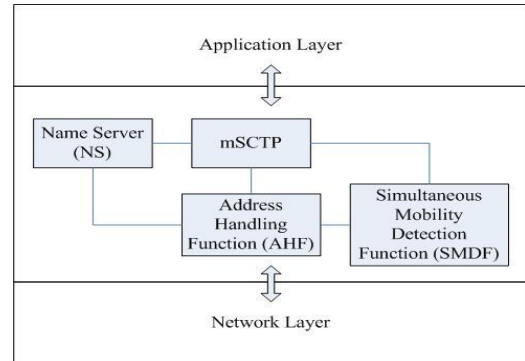 Application Layer
Name Server
(NS)
mSCTP
Address
Handling
Function (AHF)
Simultaneous
Mobility
Detection
Function (SMDF)
Network Layer